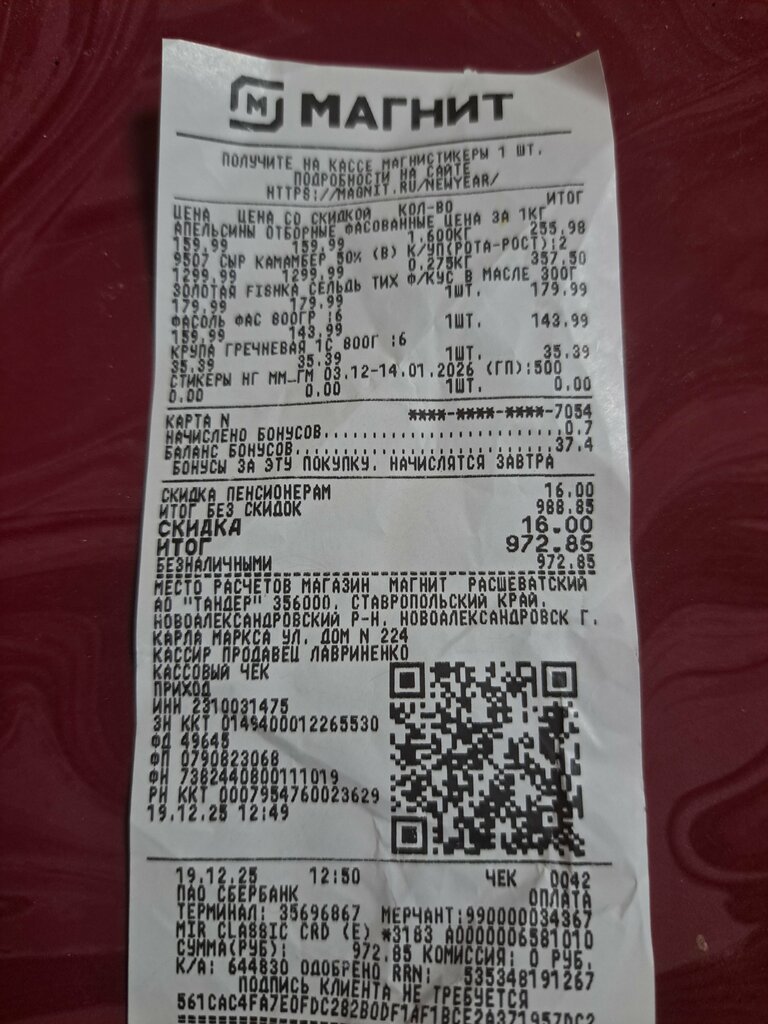 МАГНИТ
ПОЛУЧИТЕ НА КАССЕ МАГНИСТИКЕРЫ 1 ШТ.
ПОДРОБНОСТИ НА САЙТЕ
HTTPS://MAGNIT.RU/NEWYEAR/
ЦЕНА ЦЕНА СО СКИДКОЙ КОЛ-ВО ИТОГ
АПЕЛЬСИНЫ ОТБОРНЫЕ ФАСОВАННЫЕ ЦЕНА ЗА 1КГ
159.99 159.99 1.600КГ 255.98
9507 СЫР КАМАМБЕР 50% (В) К/УП(РОТА-РОСТ):2
1299.99 1299.99 0.275КГ 357.50
ЗОЛОТАЯ FISHКА СЕЛЬДЬ ТИХ Ф/КУС В МАСЛЕ 300Г
179.99 179.99 1ШТ. 179.99
ФАСОЛЬ ФАС 800ГР :6
159.99 143.99 1ШТ. 143.99
КРУПА ГРЕЧНЕВАЯ 1С 800Г :6
35.39 35.39 1ШТ. 35.39
СТИКЕРЫ НГ ММ_ГМ 03.12-14.01.2026 (ГП):500
0.00 0.00 1ШТ. 0.00
КАРТА N ****-****-****-7054
НАЧИСЛЕНО БОНУСОВ..........................0.7
БАЛАНС БОНУСОВ............................37.4
БОНУСЫ ЗА ЭТУ ПОКУПКУ, НАЧИСЛЯТСЯ ЗАВТРА
СКИДКА ПЕНСИОНЕРАМ 16.00
ИТОГ БЕЗ СКИДОК 988.85
СКИДКА 16.00
ИТОГ 972.85
БЕЗНАЛИЧНЫМИ 972.85
МЕСТО РАСЧЕТОВ МАГАЗИН МАГНИТ РАСШЕВАТСКИЙ
АО "ТАНДЕР" 356000, СТАВРОПОЛЬСКИЙ КРАЙ,
НОВОАЛЕКСАНДРОВСКИЙ Р-Н, НОВОАЛЕКСАНДРОВСК Г.
КАРЛА МАРКСА УЛ, ДОМ N 224
КАССИР ПРОДАВЕЦ ЛАВРИНЕНКО
КАССОВЫЙ ЧЕК
ПРИХОД
ИНН 2310031475
ЗН ККТ 0149400012265530
ФД 49645
ФП 0790823068
ФН 7382440800111019
РН ККТ 0007954760023629
19.12.25 12:49
19.12.25 12:50 ЧЕК 0042
ПАО СБЕРБАНК ОПЛАТА
ТЕРМИНАЛ: 35696867 МЕРЧАНТ:990000034367
MIR CLASSIC CRD (E) *3183 A0000006581010
СУММА(РУБ): 972.85 КОМИССИЯ: 0 РУБ.
К/А: 644830 ОДОБРЕНО RRN: 535348191267
ПОДПИСЬ КЛИЕНТА НЕ ТРЕБУЕТСЯ
561CAC4FA7E0FDC282B0DF1AF1BCE2A371957DC2